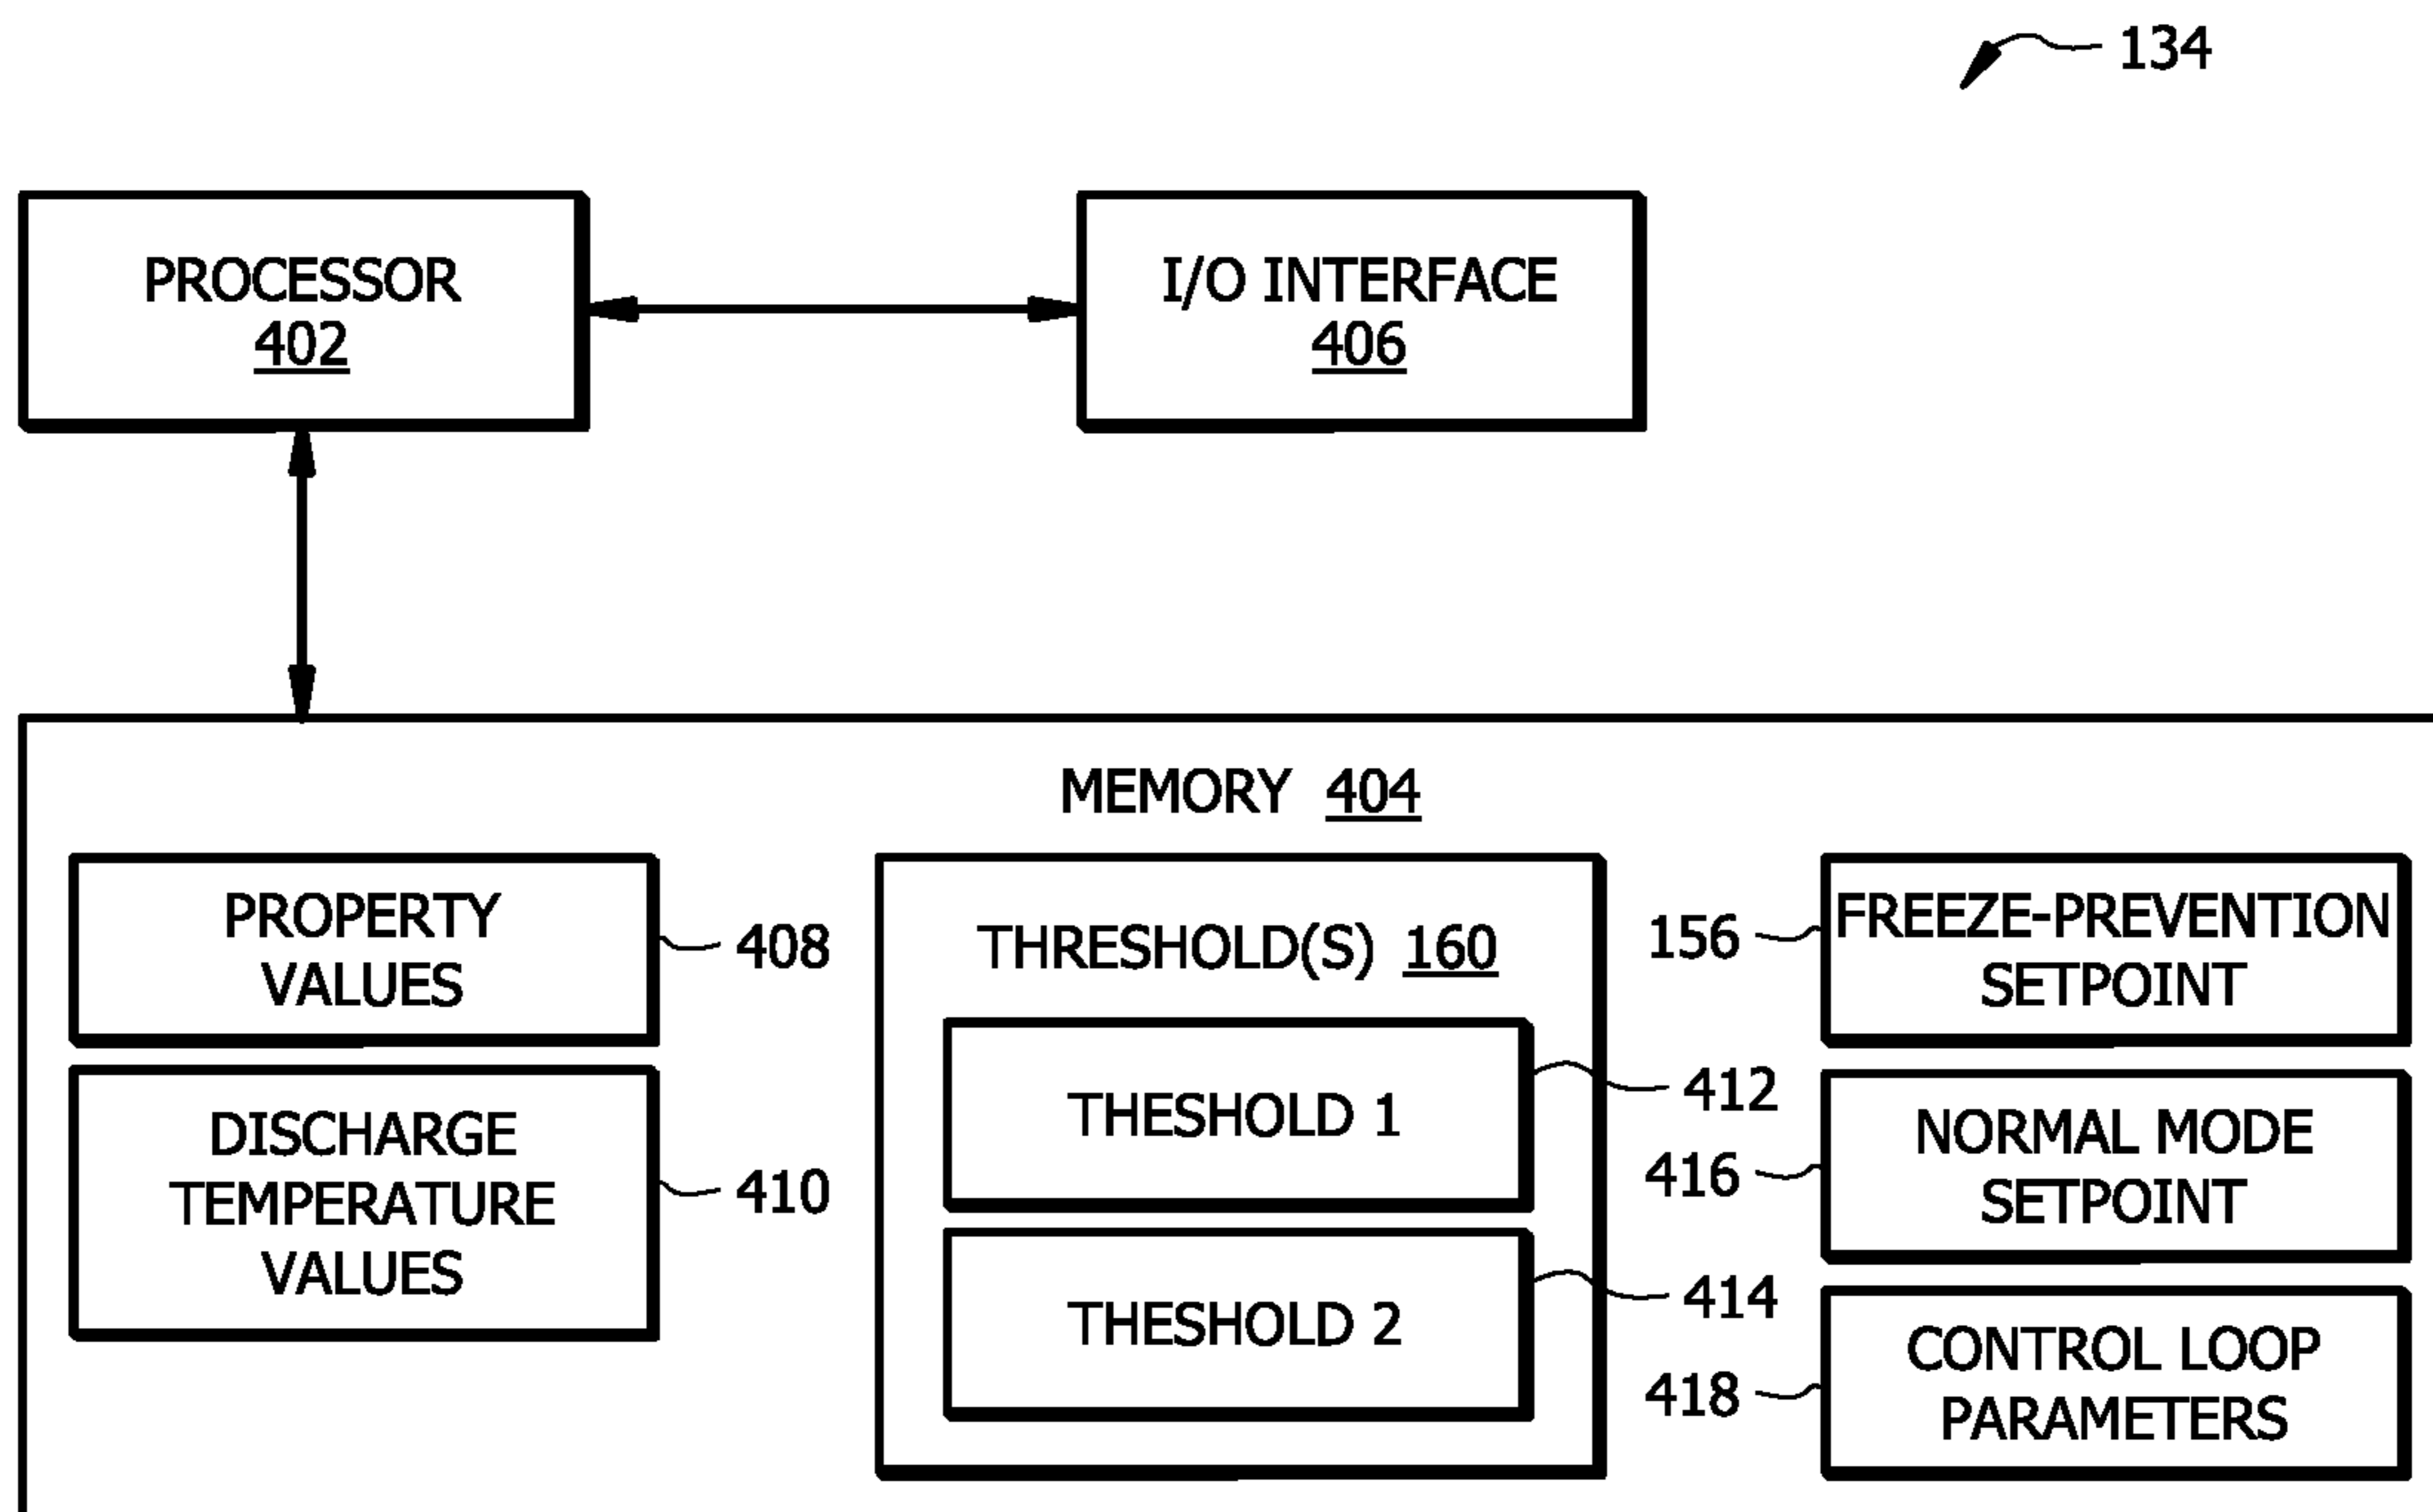 134
PROCESSOR
402
I/O INTERFACE
406
MEMORY 404
PROPERTY
VALUES
408
DISCHARGE
TEMPERATURE
VALUES
410
THRESHOLD(S) 160
THESHOLD 1
412
THESHOLD 2
414
156
FREEZE-PREVENTION
SETPOINT
416
NORMAL MODE
SETPOINT
418
CONTROL LOOP
PARAMETERS